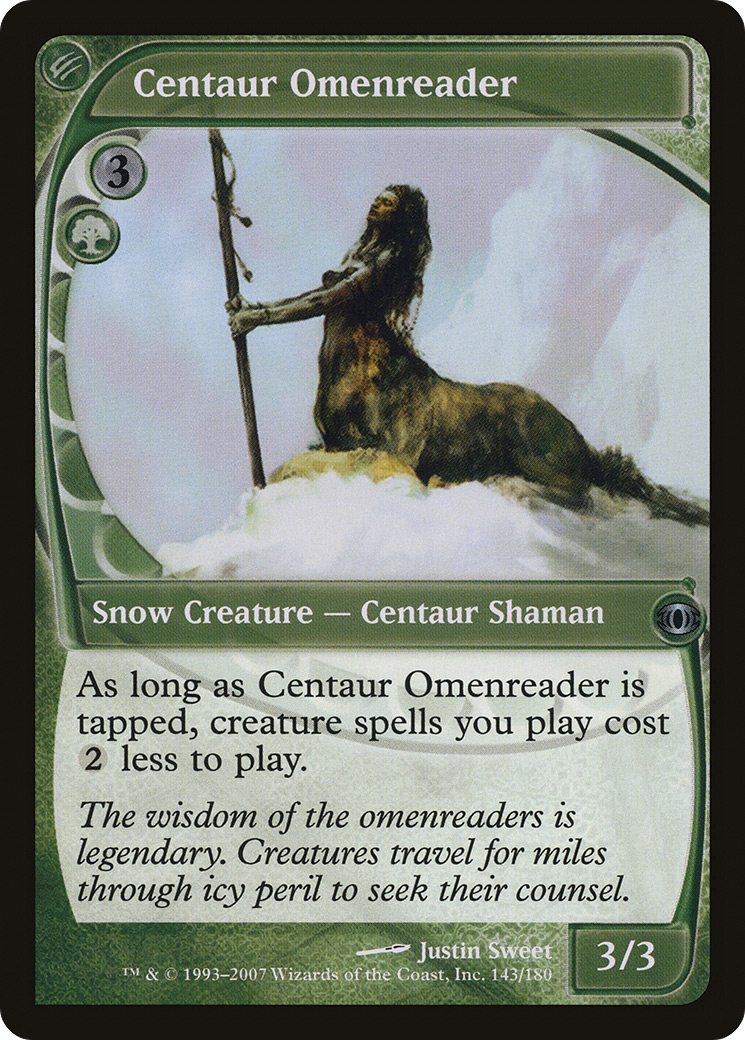 Centaur Omenreader
3
Snow Creature — Centaur Shaman
As long as Centaur Omenreader is
tapped, creature spells you play cost
2 less to play.
The wisdom of the omenreaders is
legendary. Creatures travel for miles
through icy peril to seek their counsel.
Justin Sweet
™ & © 1993–2007 Wizards of the Coast, Inc. 143/180
3/3